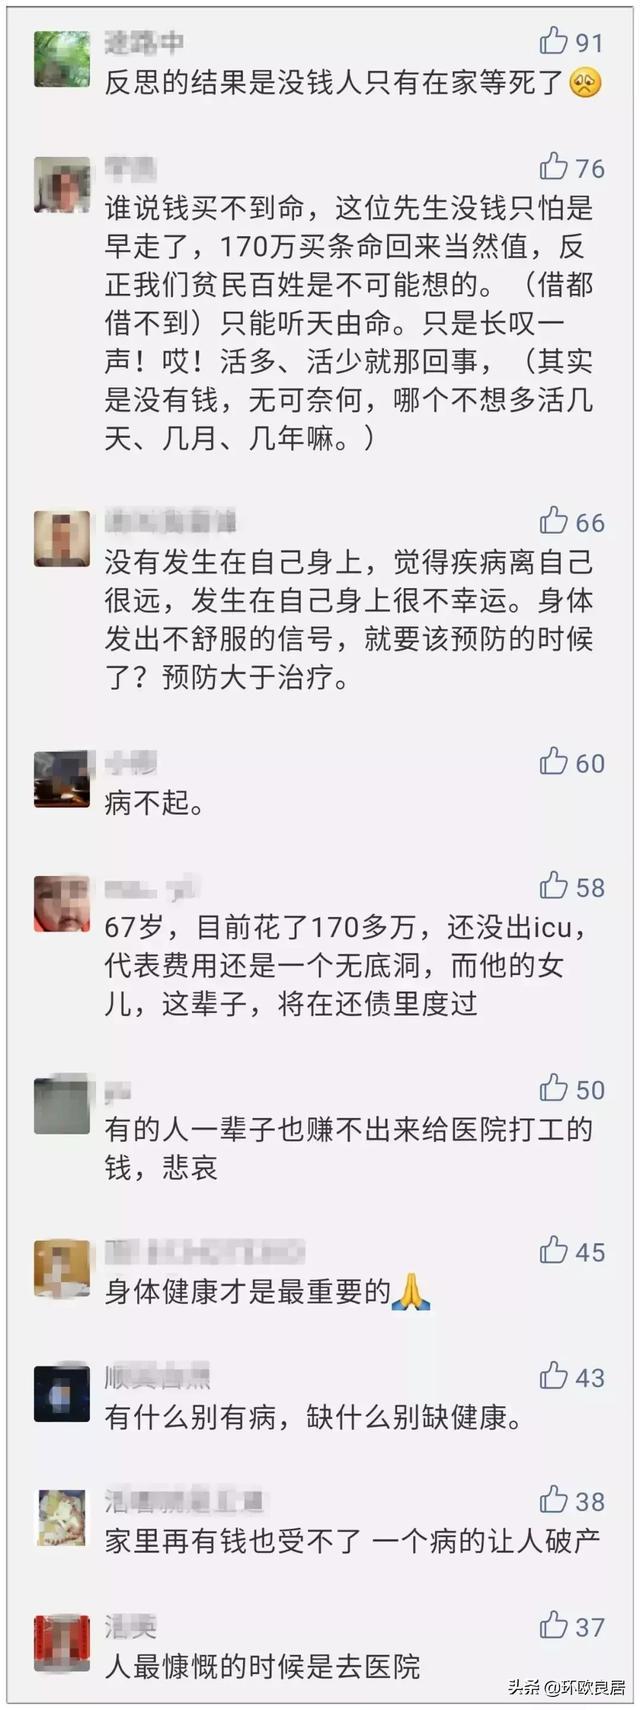 91
反思的结果是没钱人只有在家等死了🥺
76
谁说钱买不到命，这位先生没钱只怕是
早走了，170万买条命回来当然值，反
正我们贫民百姓是不可能想的。（借都
借不到）只能听天由命。只是长叹一
声！哎！活多、活少就那回事，（其实
是没有钱，无可奈何，哪个不想多活几
天、几月、几年嘛。）
66
没有发生在自己身上，觉得疾病离自己
很远，发生在自己身上很不幸运。身体
发出不舒服的信号，就要该预防的时候
了？预防大于治疗。
60
病不起。
58
67岁，目前花了170多万，还没出icu，
代表费用还是一个无底洞，而他的女
儿，这辈子，将在还债里度过
50
有的人一辈子也赚不出来给医院打工的
钱，悲哀
45
身体健康才是最重要的🙏
43
有什么别有病，缺什么别缺健康。
38
家里再有钱也受不了 一个病的让人破产
37
人最慷慨的时候是去医院
头条 @环欧良居